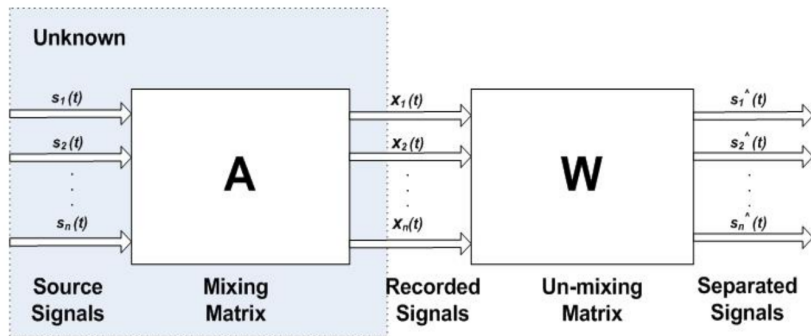 Unknown
s1(t) x1(t) s1^(t)
s2(t) x2(t) s2^(t)
A W
sn(t) xn(t) sn^(t)
Source Mixing Recorded Un-mixing Separated
Signals Matrix Signals Matrix Signals